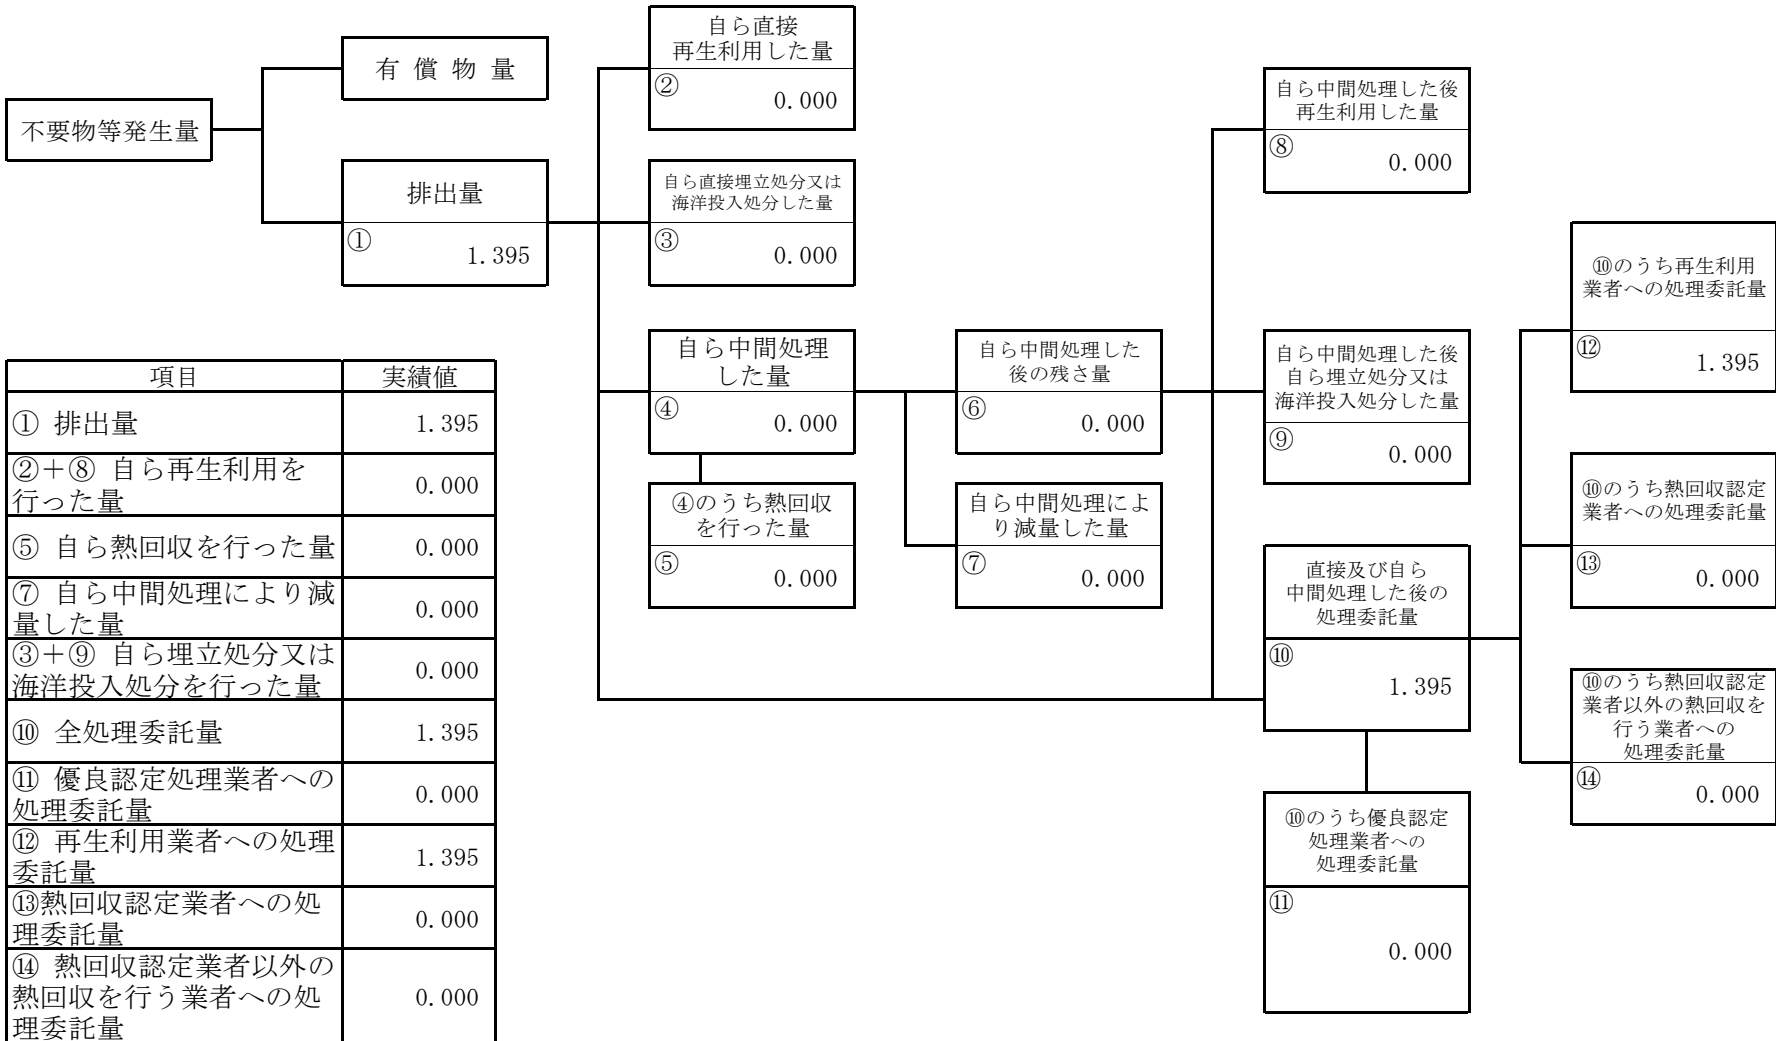 不要物等発生量
有 償 物 量
排出量
①
1.395
自ら直接
再生利用した量
②
0.000
自ら直接埋立処分又は
海洋投入処分した量
③
0.000
自ら中間処理
した量
④
0.000
④のうち熱回収
を行った量
⑤
0.000
自ら中間処理した
後の残さ量
⑥
0.000
自ら中間処理によ
り減量した量
⑦
0.000
自ら中間処理した後
再生利用した量
⑧
0.000
自ら中間処理した後
自ら埋立処分又は
海洋投入処分した量
⑨
0.000
直接及び自ら
中間処理した後の
処理委託量
⑩
1.395
⑩のうち優良認定
処理業者への
処理委託量
⑪
0.000
⑩のうち再生利用
業者への処理委託量
⑫
1.395
⑩のうち熱回収認定
業者への処理委託量
⑬
0.000
⑩のうち熱回収認定
業者以外の熱回収を
行う業者への
処理委託量
⑭
0.000
項目 実績値
① 排出量 1.395
②＋⑧ 自ら再生利用を
行った量
0.000
⑤ 自ら熱回収を行った量 0.000
⑦ 自ら中間処理により減
量した量
0.000
③＋⑨ 自ら埋立処分又は
海洋投入処分を行った量
0.000
⑩ 全処理委託量 1.395
⑪ 優良認定処理業者への
処理委託量
0.000
⑫ 再生利用業者への処理
委託量
1.395
⑬熱回収認定業者への処
理委託量
0.000
⑭ 熱回収認定業者以外の
熱回収を行う業者への処
理委託量
0.000